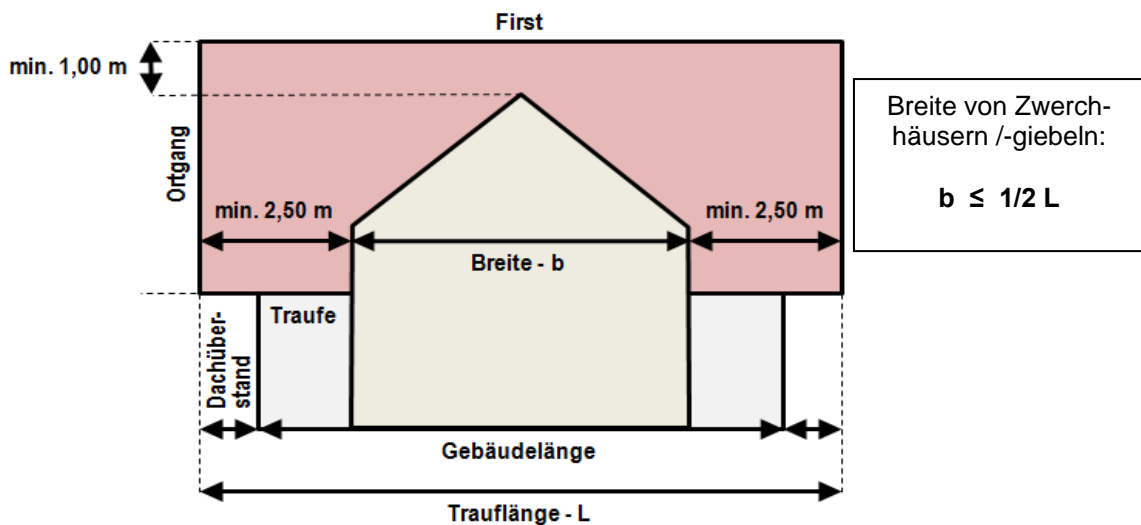 First
min. 1,00 m
Ortgang
Breite von Zwerch-
häusern /-giebeln:
b ≤ 1/2 L
min. 2,50 m
min. 2,50 m
Breite - b
Traufe
Dachüber-
stand
Gebäudelänge
Trauflänge - L